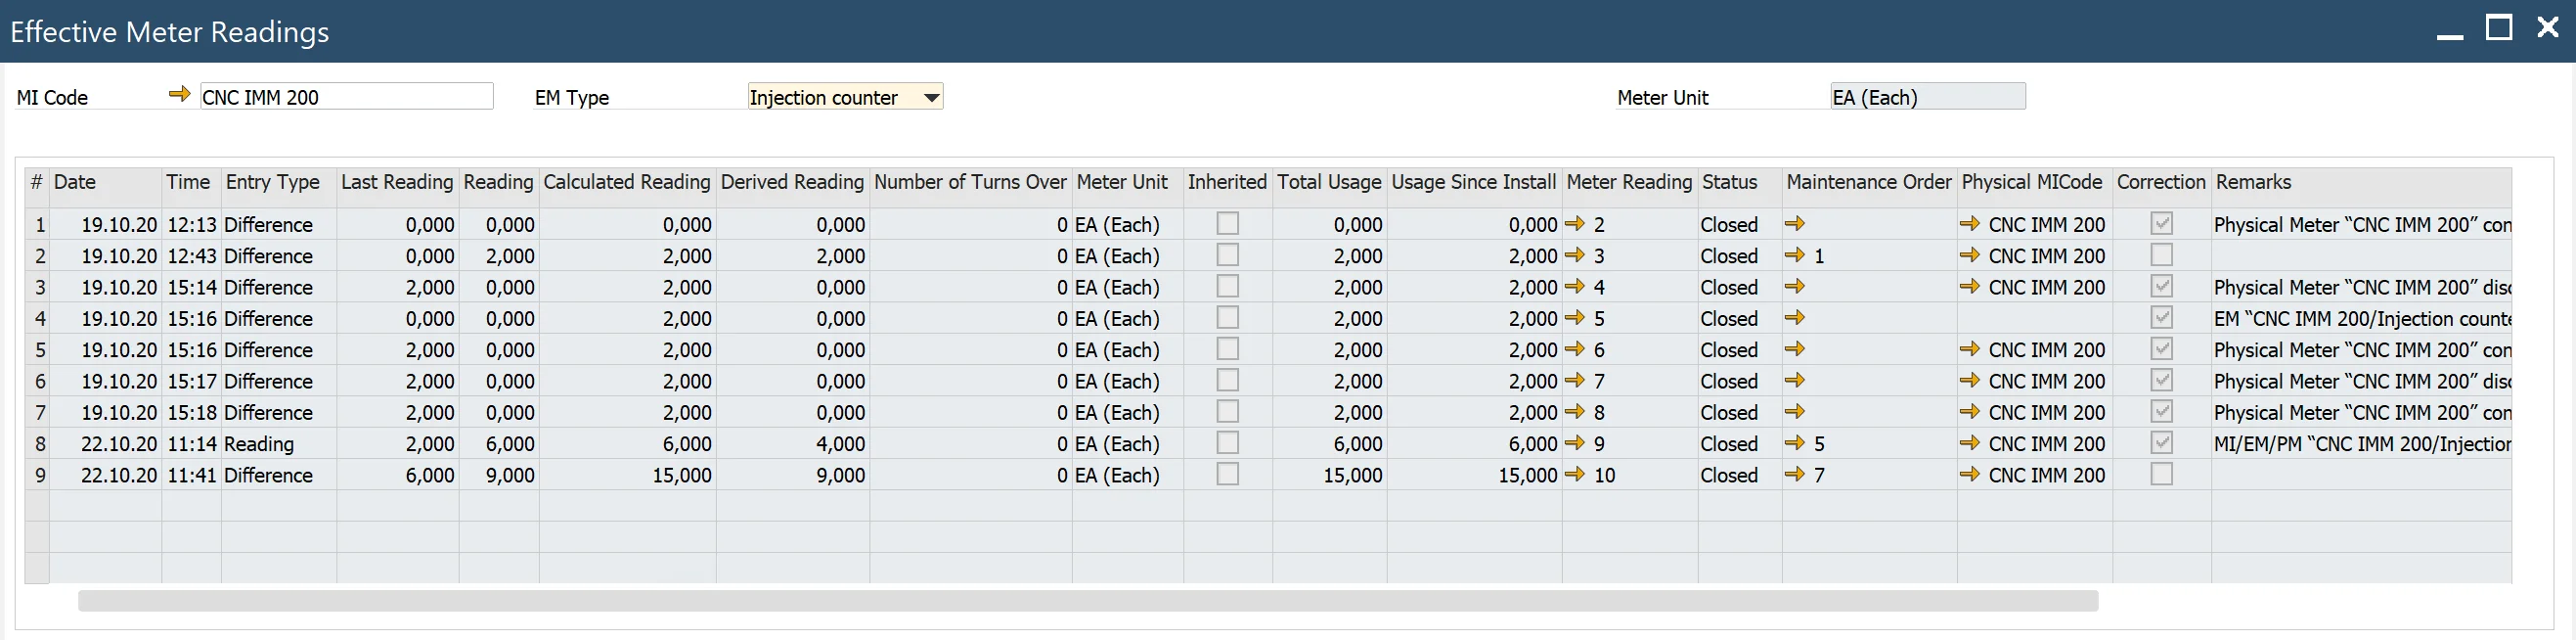 Effective Meter Readings
MI Code CNC IMM 200 EM Type Injection counter Meter Unit EA (Each)
# Date Time Entry Type Last Reading Reading Calculated Reading Derived Reading Number of Turns Over Meter Unit Inherited Total Usage Usage Since Install Meter Reading Status Maintenance Order Physical MICode Correction Remarks
1 19.10.20 12:13 Difference 0,000 0,000 0,000 0,000 0 EA (Each) 0,000 0,000 2 Closed CNC IMM 200 Physical Meter “CNC IMM 200” con
2 19.10.20 12:43 Difference 0,000 2,000 2,000 2,000 0 EA (Each) 2,000 2,000 3 Closed 1 CNC IMM 200
3 19.10.20 15:14 Difference 2,000 0,000 2,000 0,000 0 EA (Each) 2,000 2,000 4 Closed CNC IMM 200 Physical Meter “CNC IMM 200” disc
4 19.10.20 15:16 Difference 0,000 0,000 2,000 0,000 0 EA (Each) 2,000 2,000 5 Closed EM “CNC IMM 200/Injection counte
5 19.10.20 15:16 Difference 2,000 0,000 2,000 0,000 0 EA (Each) 2,000 2,000 6 Closed CNC IMM 200 Physical Meter “CNC IMM 200” con
6 19.10.20 15:17 Difference 2,000 0,000 2,000 0,000 0 EA (Each) 2,000 2,000 7 Closed CNC IMM 200 Physical Meter “CNC IMM 200” disc
7 19.10.20 15:18 Difference 2,000 0,000 2,000 0,000 0 EA (Each) 2,000 2,000 8 Closed CNC IMM 200 Physical Meter “CNC IMM 200” con
8 22.10.20 11:14 Reading 2,000 6,000 6,000 4,000 0 EA (Each) 6,000 6,000 9 Closed 5 CNC IMM 200 MI/EM/PM “CNC IMM 200/Injection
9 22.10.20 11:41 Difference 6,000 9,000 15,000 9,000 0 EA (Each) 15,000 15,000 10 Closed 7 CNC IMM 200